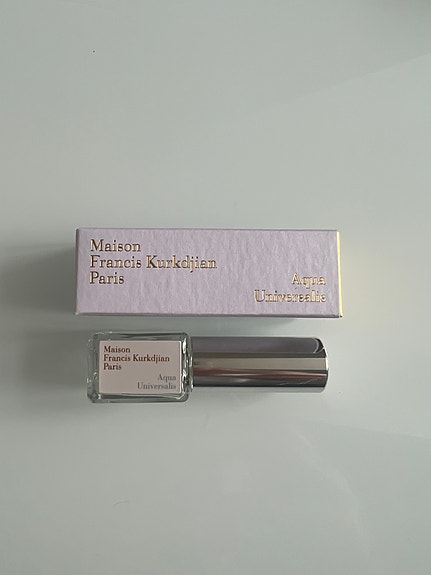 Maison
Francis Kurkdjian
Paris
Aqua
Universalis
Maison
Francis Kurkdjian
Paris
Aqua
Universalis